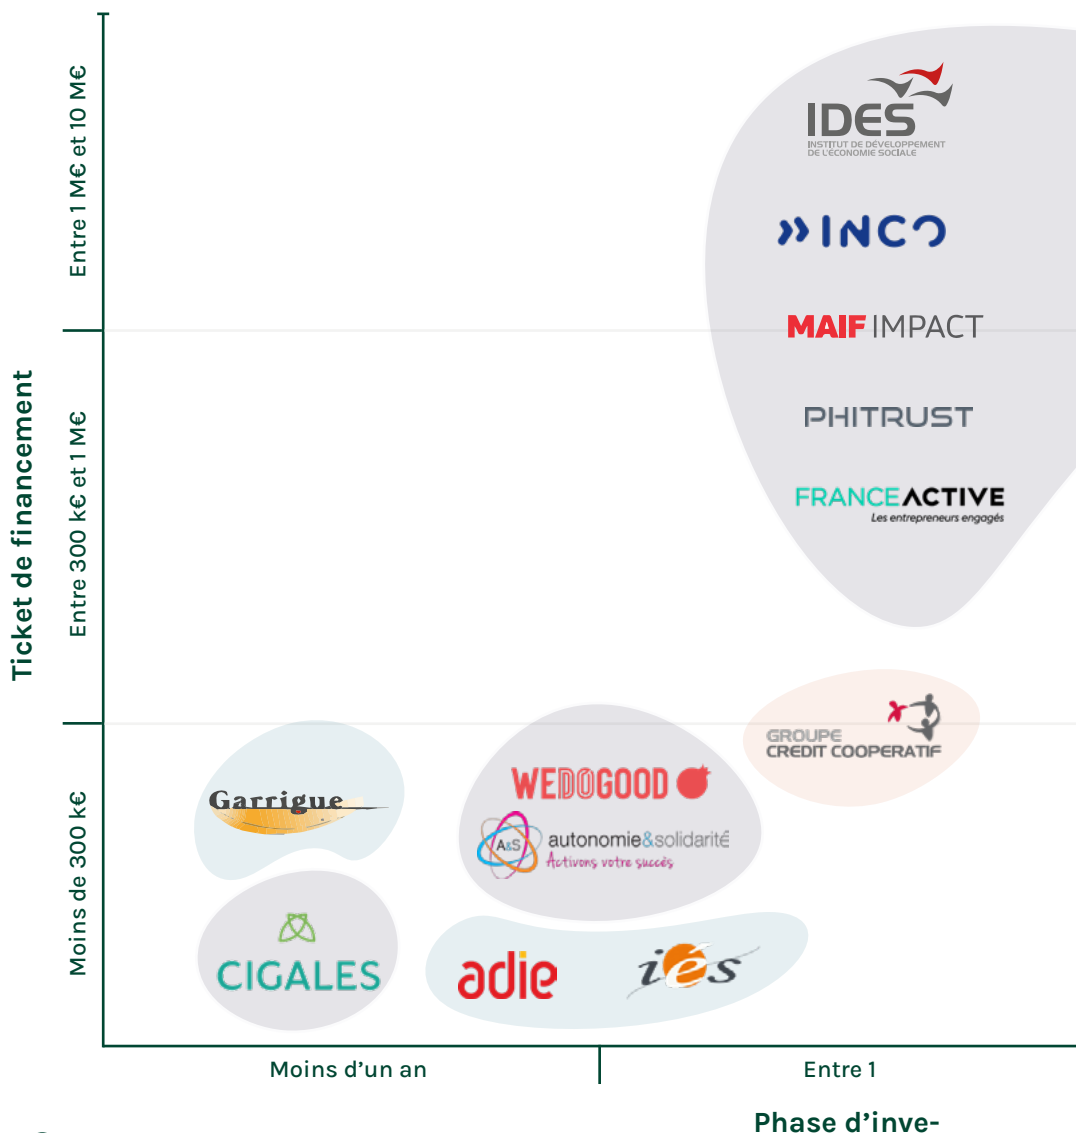 Ticket de financement
Entre 1 M€ et 10 M€
Entre 300 k€ et 1 M€
Moins de 300 k€
IDES
INSTITUT DE DÉVELOPPEMENT
DE L'ÉCONOMIE SOCIALE
INCO
MAIF IMPACT
PHITRUST
FRANCE ACTIVE
Les entrepreneurs engagés
GROUPE
CREDIT COOPERATIF
WEDOGOOD
A&S autonomie&solidarité
Activons votre succès
Garrigue
CIGALES
adie
iés
Moins d’un an
Entre 1
Phase d’inve-